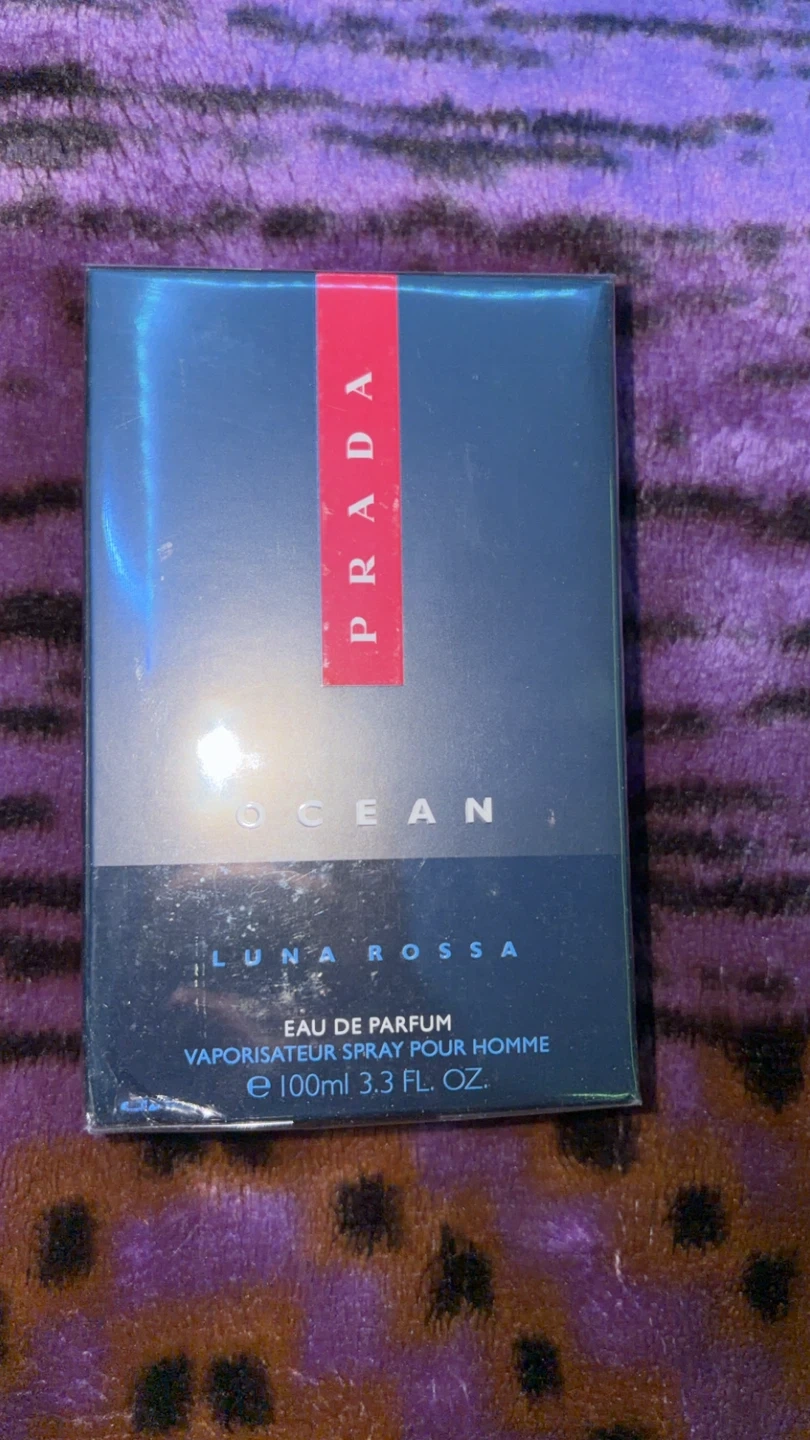 PRADA
OCEAN
LUNA ROSSA
EAU DE PARFUM
VAPORISATEUR SPRAY POUR HOMME
℮ 100ml 3.3 FL. OZ.